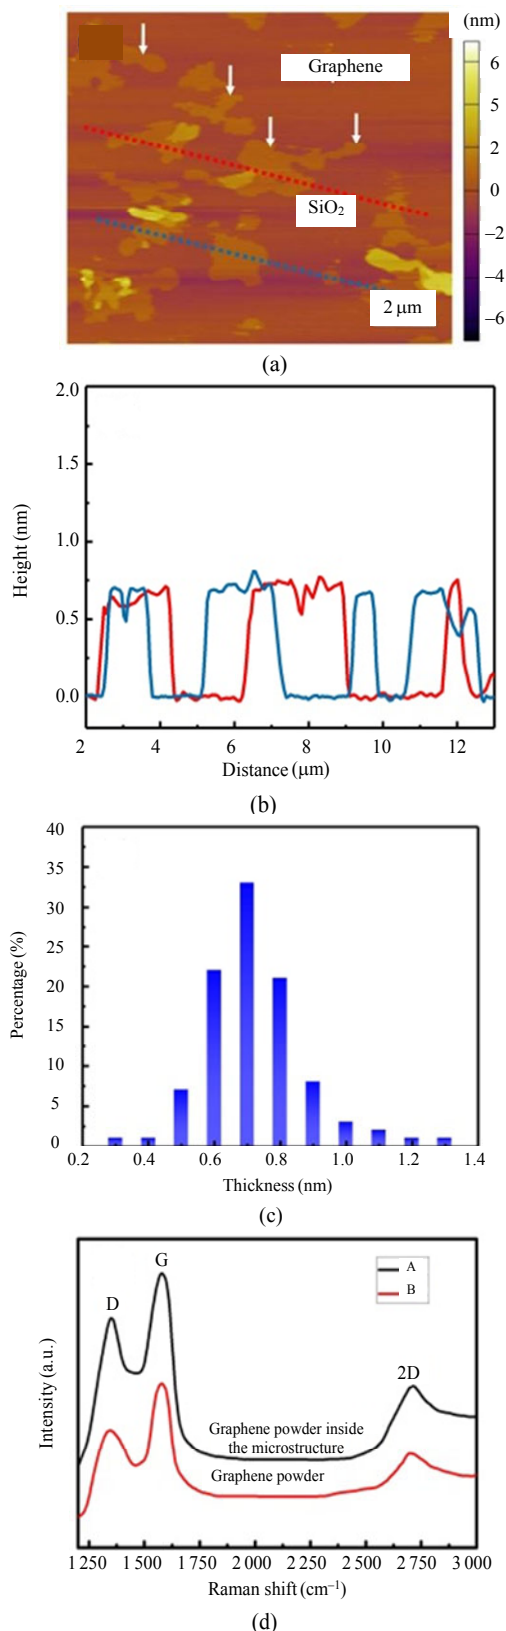 (nm)
Graphene
6
5
2
0
−2
−4
−6
SiO₂
2 μm
(a)
2.0
1.5
1.0
0.5
0.0
Height (nm)
2 4 6 8 10 12
Distance (μm)
(b)
40
35
30
25
20
15
10
5
0
Percentage (%)
0.2 0.4 0.6 0.8 1.0 1.2 1.4
Thickness (nm)
(c)
G
D
A
B
2D
Intensity (a.u.)
Graphene powder inside
the microstructure
Graphene powder
1 250 1 500 1 750 2 000 2 250 2 500 2 750 3 000
Raman shift (cm⁻¹)
(d)